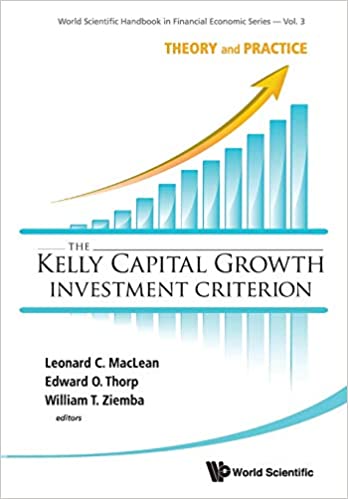 World Scientific Handbook in Financial Economic Series — Vol. 3
THEORY and PRACTICE
THE
KELLY CAPITAL GROWTH
INVESTMENT CRITERION
Leonard C. MacLean
Edward O. Thorp
William T. Ziemba
editors
World Scientific